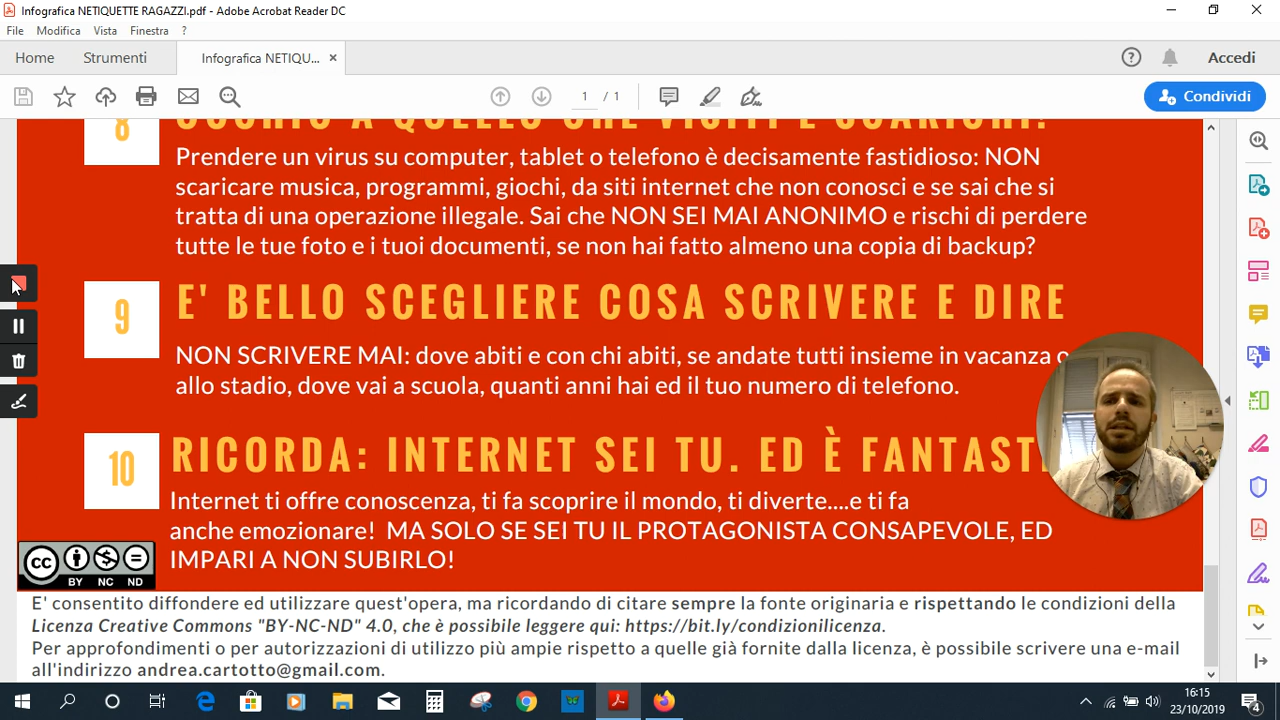 Infografica NETIQUETTE RAGAZZI.pdf - Adobe Acrobat Reader DC
File Modifica Vista Finestra ?
Home Strumenti Infografica NETIQU... × Accedi
1 / 1 Condividi
8 OCCHIO A QUELLO CHE VISITI E SCARICHI!
Prendere un virus su computer, tablet o telefono è decisamente fastidioso: NON
scaricare musica, programmi, giochi, da siti internet che non conosci e se sai che si
tratta di una operazione illegale. Sai che NON SEI MAI ANONIMO e rischi di perdere
tutte le tue foto e i tuoi documenti, se non hai fatto almeno una copia di backup?
9 E' BELLO SCEGLIERE COSA SCRIVERE E DIRE
NON SCRIVERE MAI: dove abiti e con chi abiti, se andate tutti insieme in vacanza o
allo stadio, dove vai a scuola, quanti anni hai ed il tuo numero di telefono.
10 RICORDA: INTERNET SEI TU. ED È FANTAST
Internet ti offre conoscenza, ti fa scoprire il mondo, ti diverte....e ti fa
anche emozionare! MA SOLO SE SEI TU IL PROTAGONISTA CONSAPEVOLE, ED
IMPARI A NON SUBIRLO!
cc BY NC ND
E' consentito diffondere ed utilizzare quest'opera, ma ricordando di citare sempre la fonte originaria e rispettando le condizioni della
Licenza Creative Commons "BY-NC-ND" 4.0, che è possibile leggere qui: https://bit.ly/condizionilicenza.
Per approfondimenti o per autorizzazioni di utilizzo più ampie rispetto a quelle già fornite dalla licenza, è possibile scrivere una e-mail
all'indirizzo andrea.cartotto@gmail.com.
16:15
23/10/2019
4